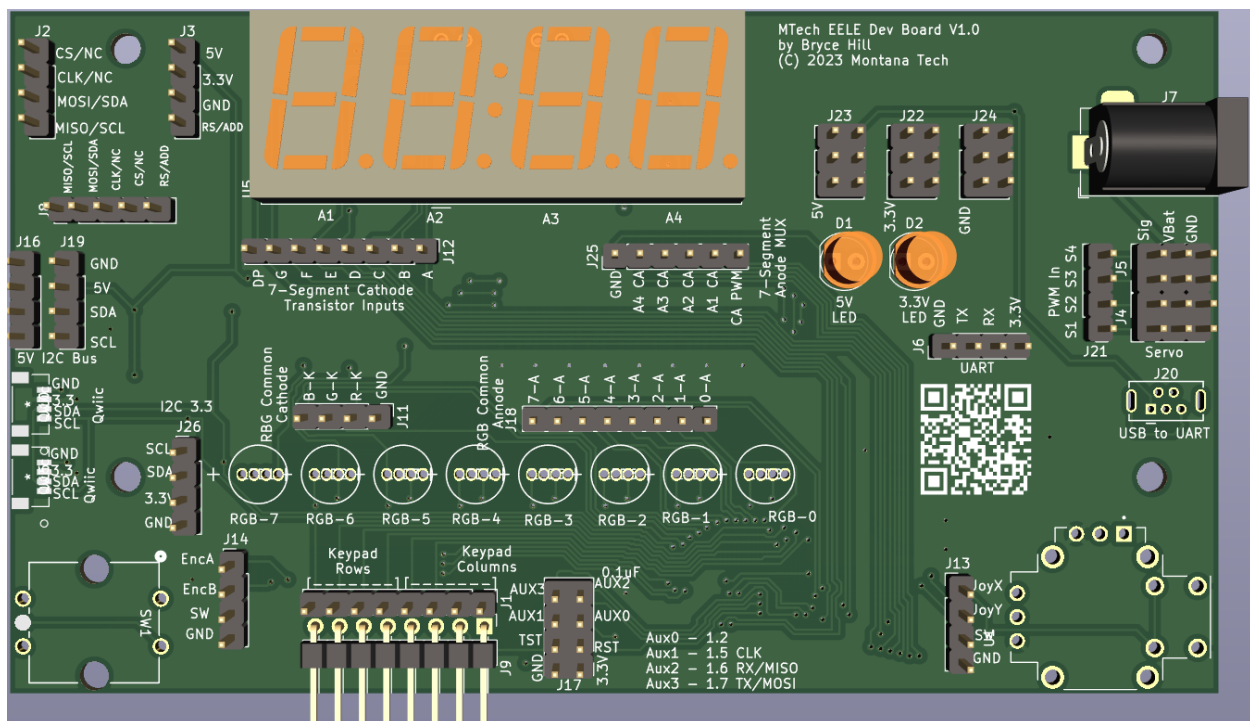 MTech EELE Dev Board V1.0
by Bryce Hill
(C) 2023 Montana Tech
J2
CS/NC
CLK/NC
MOSI/SDA
MISO/SCL
J3
5V
3.3V
GND
RS/ADD
MISO/SCL
MOSI/SDA
CLK/NC
CS/NC
RS/ADD
A1
A2
A3
A4
J23
5V
J22
3.3V
J24
GND
J7
J16
J19
GND
5V
SDA
SCL
5V I2C Bus
J12
DP
G
F
E
D
C
B
A
7-Segment Cathode
Transistor Inputs
J25
GND
A4 CA
A3 CA
A2 CA
A1 CA
CA PWM
7-Segment
Anode MUX
D1
5V
LED
D2
3.3V
LED
J6
GND
TX
RX
3.3V
UART
PWM In
S1 S2 S3 S4
J21
J5
J4
Sig
VBat
GND
Servo
J20
USB to UART
GND
3.3
SDA
SCL
Qwiic
GND
3.3V
SDA
SCL
Qwiic
I2C 3.3
J26
SCL
SDA
3.3V
GND
RBG Common
Cathode
B-K
G-K
R-K
GND
J11
RGB Common
Annode
J18
7-A
6-A
5-A
4-A
3-A
2-A
1-A
0-A
RGB-7
RGB-6
RGB-5
RGB-4
RGB-3
RGB-2
RGB-1
RGB-0
SW1
J14
EncA
EncB
SW
GND
Keypad
Rows
Keypad
Columns
J1
J9
0.1uF
AUX3
AUX2
AUX1
AUX0
TST
RST
GND
3.3V
J17
Aux0 - 1.2
Aux1 - 1.5 CLK
Aux2 - 1.6 RX/MISO
Aux3 - 1.7 TX/MOSI
J13
JoyX
JoyY
SW
GND